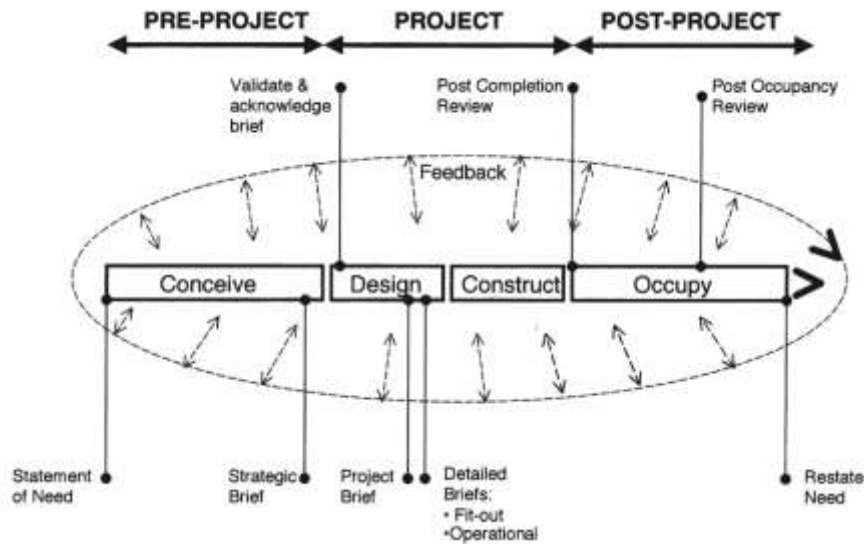 PRE-PROJECT
PROJECT
POST-PROJECT
Validate &
acknowledge
brief
Post Completion
Review
Post Occupancy
Review
Feedback
Conceive
Design
Construct
Occupy
Statement
of Need
Strategic
Brief
Project
Brief
Detailed
Briefs:
• Fit-out
•Operational
Restate
Need